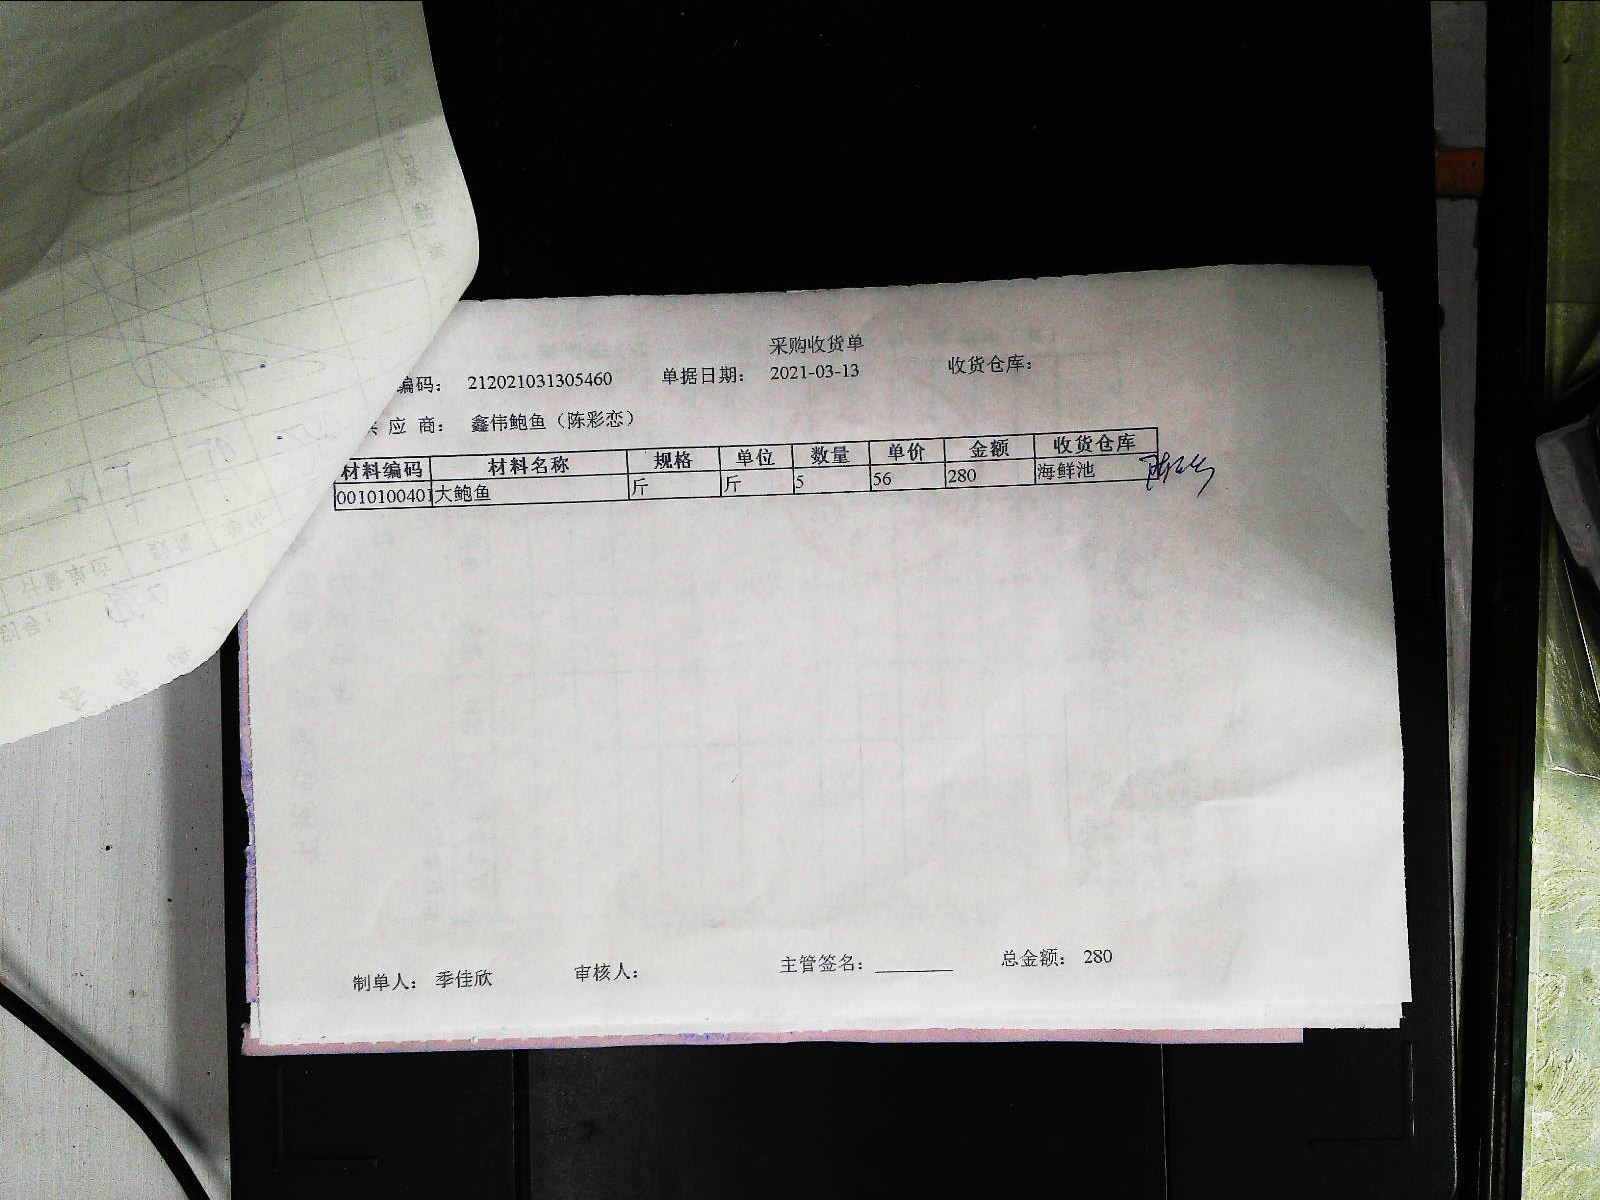 采购收货单
编码： 212021031305460 单据日期： 2021-03-13 收货仓库：
应 商： 鑫伟鲍鱼（陈彩恋）
材料编码 材料名称 规格 单位 数量 单价 金额 收货仓库
0010100401 大鲍鱼 斤 斤 5 56 280 海鲜池
制单人： 季佳欣 审核人： 主管签名： ________ 总金额： 280